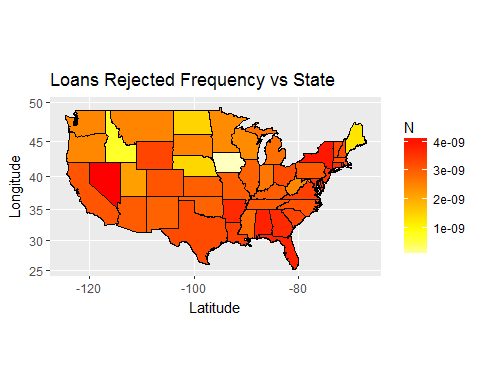 Loans Rejected Frequency vs State
50
45
40
35
30
25
Longitude
-120
-100
-80
Latitude
N
4e-09
3e-09
2e-09
1e-09